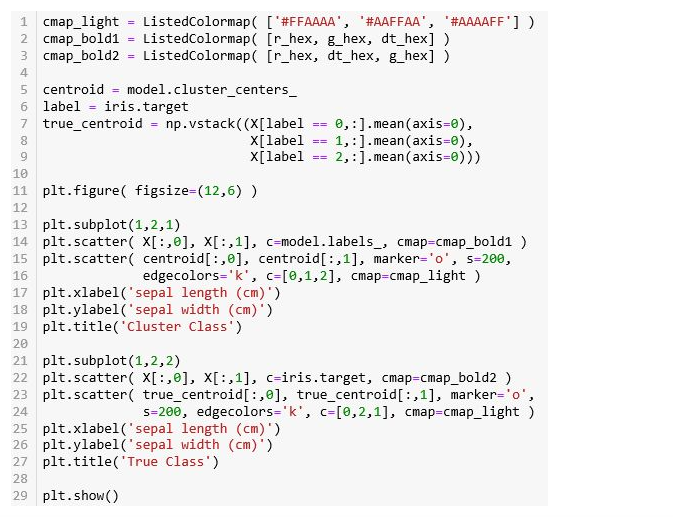 1 cmap_light = ListedColormap( ['#FFAAAA', '#AAFFAA', '#AAAAFF'] )
2 cmap_bold1 = ListedColormap( [r_hex, g_hex, dt_hex] )
3 cmap_bold2 = ListedColormap( [r_hex, dt_hex, g_hex] )
4
5 centroid = model.cluster_centers_
6 label = iris.target
7 true_centroid = np.vstack((X[label == 0,:].mean(axis=0),
8                            X[label == 1,:].mean(axis=0),
9                            X[label == 2,:].mean(axis=0)))
10
11 plt.figure( figsize=(12,6) )
12
13 plt.subplot(1,2,1)
14 plt.scatter( X[:,0], X[:,1], c=model.labels_, cmap=cmap_bold1 )
15 plt.scatter( centroid[:,0], centroid[:,1], marker='o', s=200,
16              edgecolors='k', c=[0,1,2], cmap=cmap_light )
17 plt.xlabel('sepal length (cm)')
18 plt.ylabel('sepal width (cm)')
19 plt.title('Cluster Class')
20
21 plt.subplot(1,2,2)
22 plt.scatter( X[:,0], X[:,1], c=iris.target, cmap=cmap_bold2 )
23 plt.scatter( true_centroid[:,0], true_centroid[:,1], marker='o',
24              s=200, edgecolors='k', c=[0,2,1], cmap=cmap_light )
25 plt.xlabel('sepal length (cm)')
26 plt.ylabel('sepal width (cm)')
27 plt.title('True Class')
28
29 plt.show()